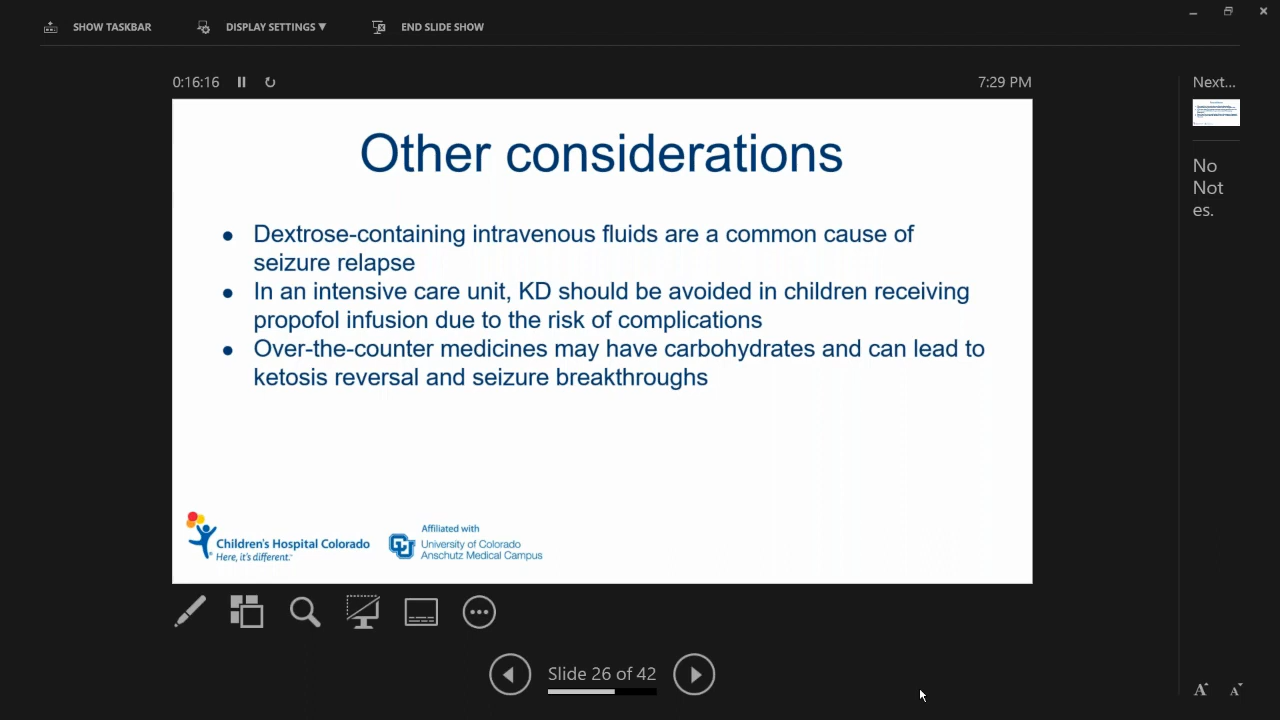 SHOW TASKBAR
DISPLAY SETTINGS ▼
END SLIDE SHOW
0:16:16
7:29 PM
Next...
Other considerations
● Dextrose-containing intravenous fluids are a common cause of
seizure relapse
● In an intensive care unit, KD should be avoided in children receiving
propofol infusion due to the risk of complications
● Over-the-counter medicines may have carbohydrates and can lead to
ketosis reversal and seizure breakthroughs
No
Not
es.
Children's Hospital Colorado
Here, it's different.
Affiliated with
University of Colorado
Anschutz Medical Campus
Slide 26 of 42
A A